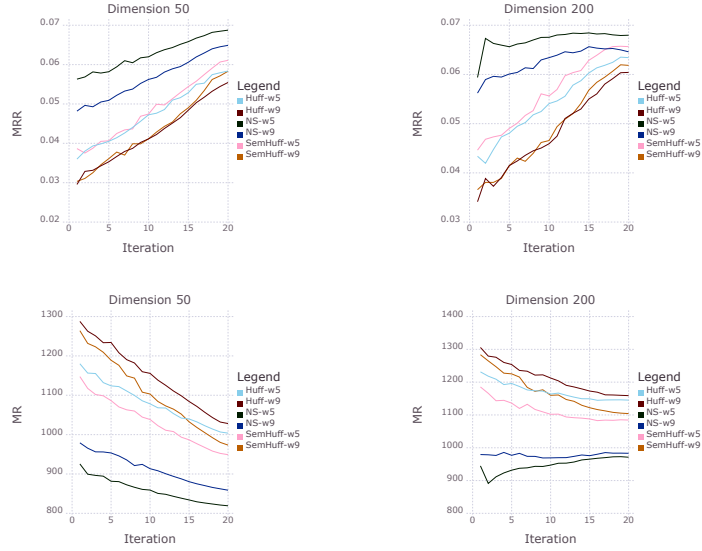 Dimension 50
0.07
0.06
0.05
0.04
0.03
0.02
MRR
0
5
10
15
20
Iteration
Legend
Huff-w5
Huff-w9
NS-w5
NS-w9
SemHuff-w5
SemHuff-w9
Dimension 200
0.07
0.06
0.05
0.04
0.03
MRR
0
5
10
15
20
Iteration
Legend
Huff-w5
Huff-w9
NS-w5
NS-w9
SemHuff-w5
SemHuff-w9
Dimension 50
1300
1200
1100
1000
900
800
MR
0
5
10
15
20
Iteration
Legend
Huff-w5
Huff-w9
NS-w5
NS-w9
SemHuff-w5
SemHuff-w9
Dimension 200
1400
1300
1200
1100
1000
900
800
MR
0
5
10
15
20
Iteration
Legend
Huff-w5
Huff-w9
NS-w5
NS-w9
SemHuff-w5
SemHuff-w9